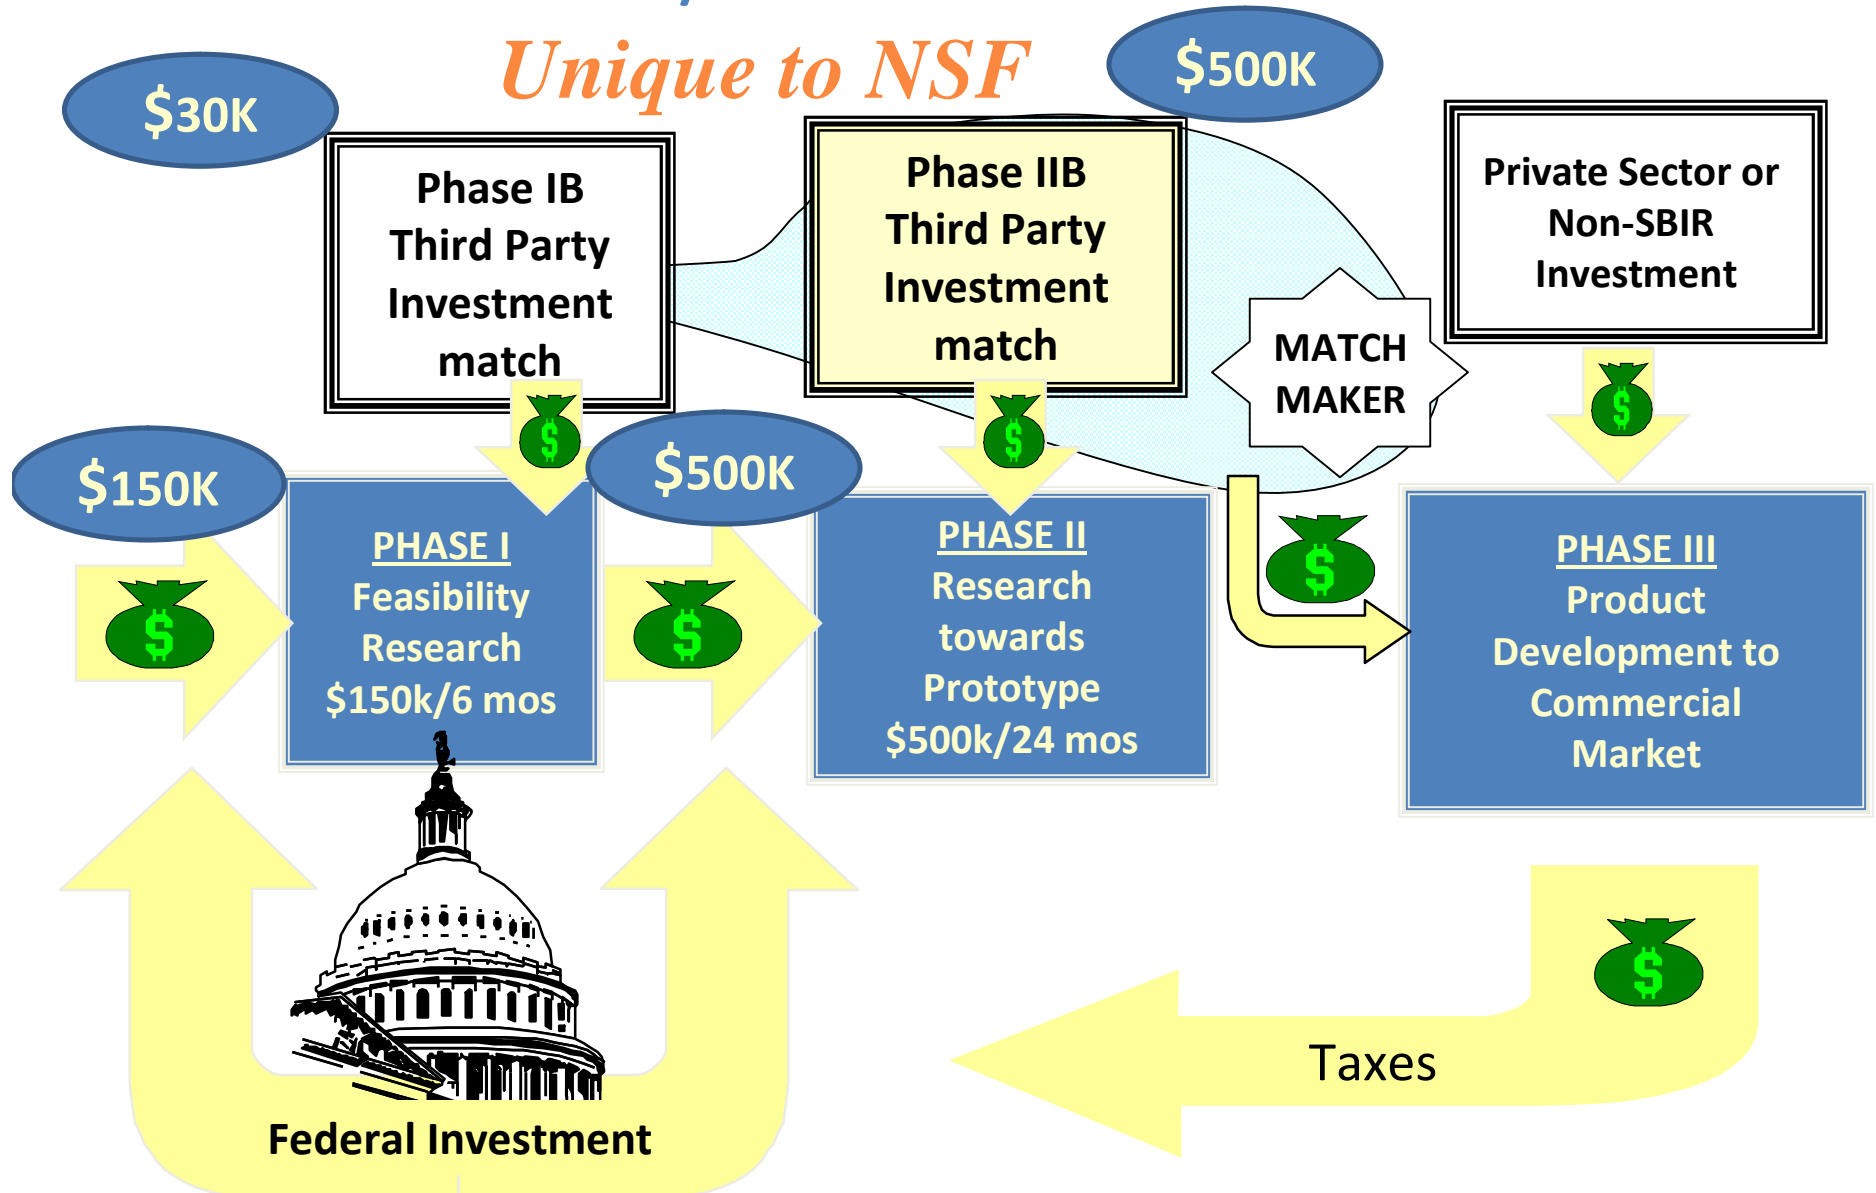 Unique to NSF
$30K
$500K
Phase IB
Third Party
Investment
match
Phase IIB
Third Party
Investment
match
Private Sector or
Non-SBIR
Investment
MATCH
MAKER
$
$
$
$150K
$500K
PHASE I
Feasibility
Research
$150k/6 mos
PHASE II
Research
towards
Prototype
$500k/24 mos
PHASE III
Product
Development to
Commercial
Market
$
$
$
$
Taxes
Federal Investment